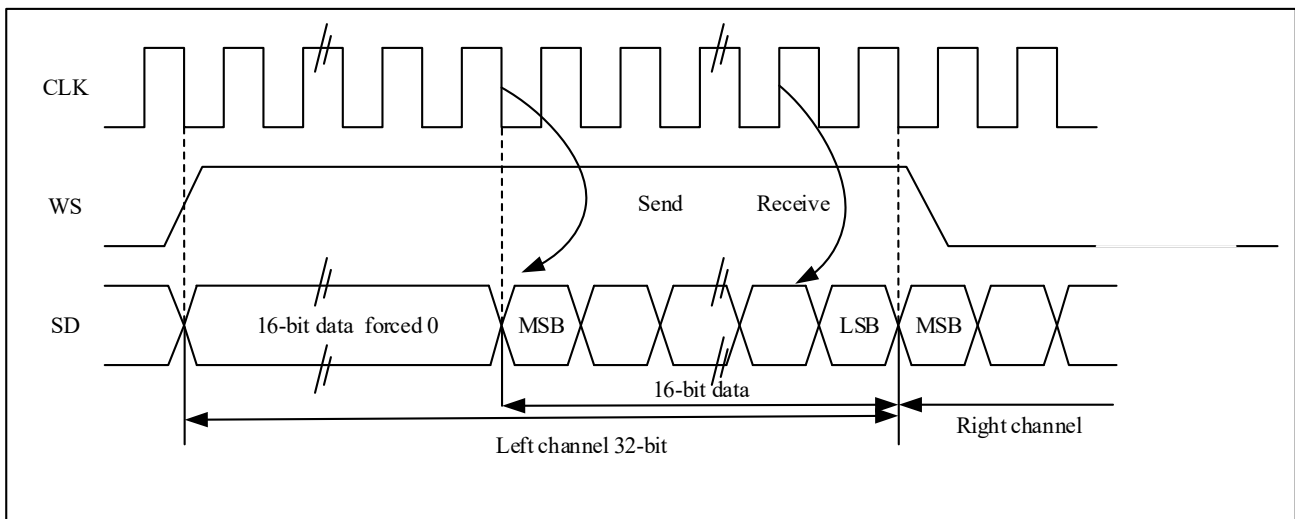 CLK
WS
Send
Receive
SD
16-bit data forced 0
MSB
LSB
MSB
16-bit data
Left channel 32-bit
Right channel